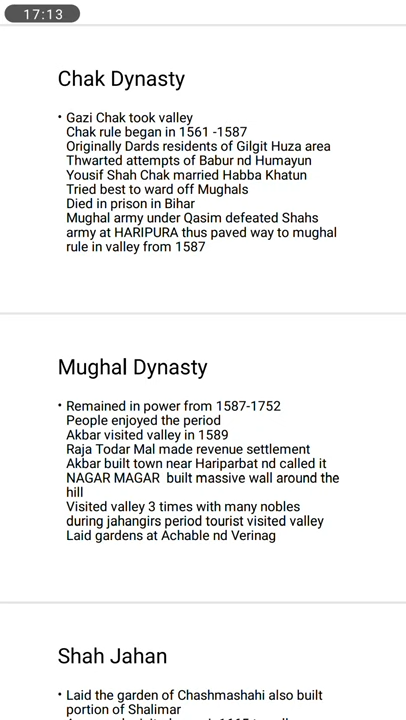 17:13
Chak Dynasty
• Gazi Chak took valley
Chak rule began in 1561 -1587
Originally Dards residents of Gilgit Huza area
Thwarted attempts of Babur nd Humayun
Yousif Shah Chak married Habba Khatun
Tried best to ward off Mughals
Died in prison in Bihar
Mughal army under Qasim defeated Shahs
army at HARIPURA thus paved way to mughal
rule in valley from 1587
Mughal Dynasty
• Remained in power from 1587-1752
People enjoyed the period
Akbar visited valley in 1589
Raja Todar Mal made revenue settlement
Akbar built town near Hariparbat nd called it
NAGAR MAGAR  built massive wall around the
hill
Visited valley 3 times with many nobles
during jahangirs period tourist visited valley
Laid gardens at Achable nd Verinag
Shah Jahan
• Laid the garden of Chashmashahi also built
portion of Shalimar